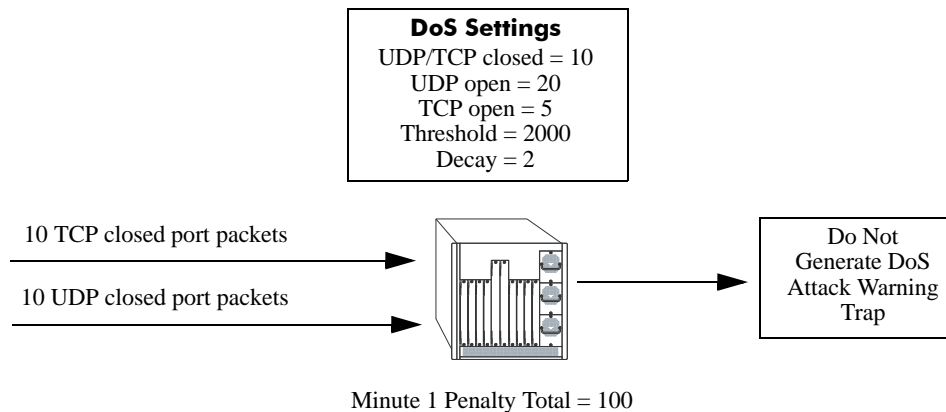 DoS Settings
UDP/TCP closed = 10
UDP open = 20
TCP open = 5
Threshold = 2000
Decay = 2
10 TCP closed port packets
10 UDP closed port packets
Do Not
Generate DoS
Attack Warning
Trap
Minute 1 Penalty Total = 100